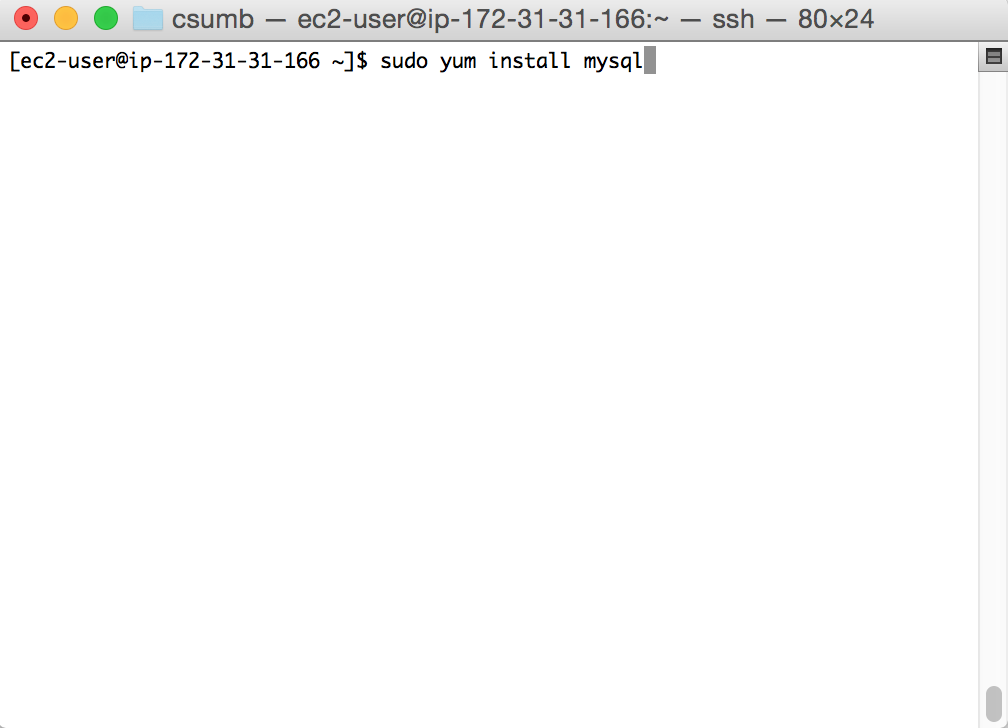 csumb — ec2-user@ip-172-31-31-166:~ — ssh — 80×24
[ec2-user@ip-172-31-31-166 ~]$ sudo yum install mysql